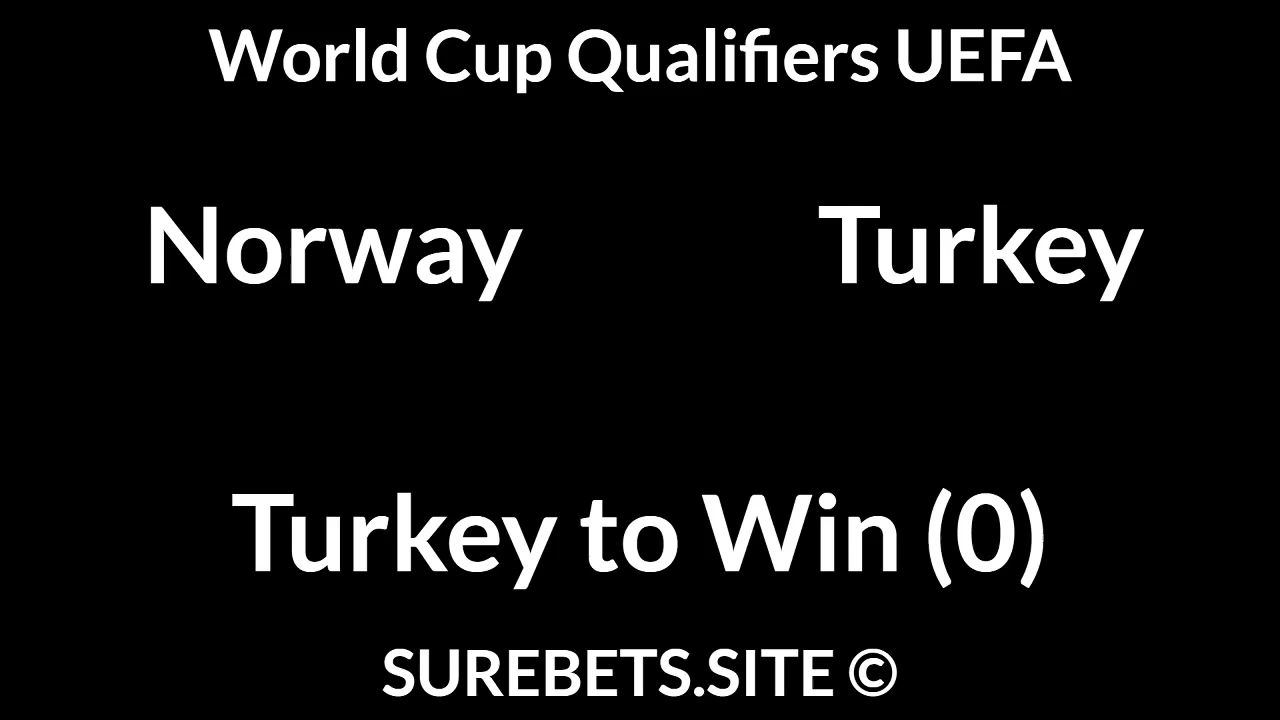 World Cup Qualifiers UEFA
Norway Turkey
Turkey to Win (0)
SUREBETS.SITE ©